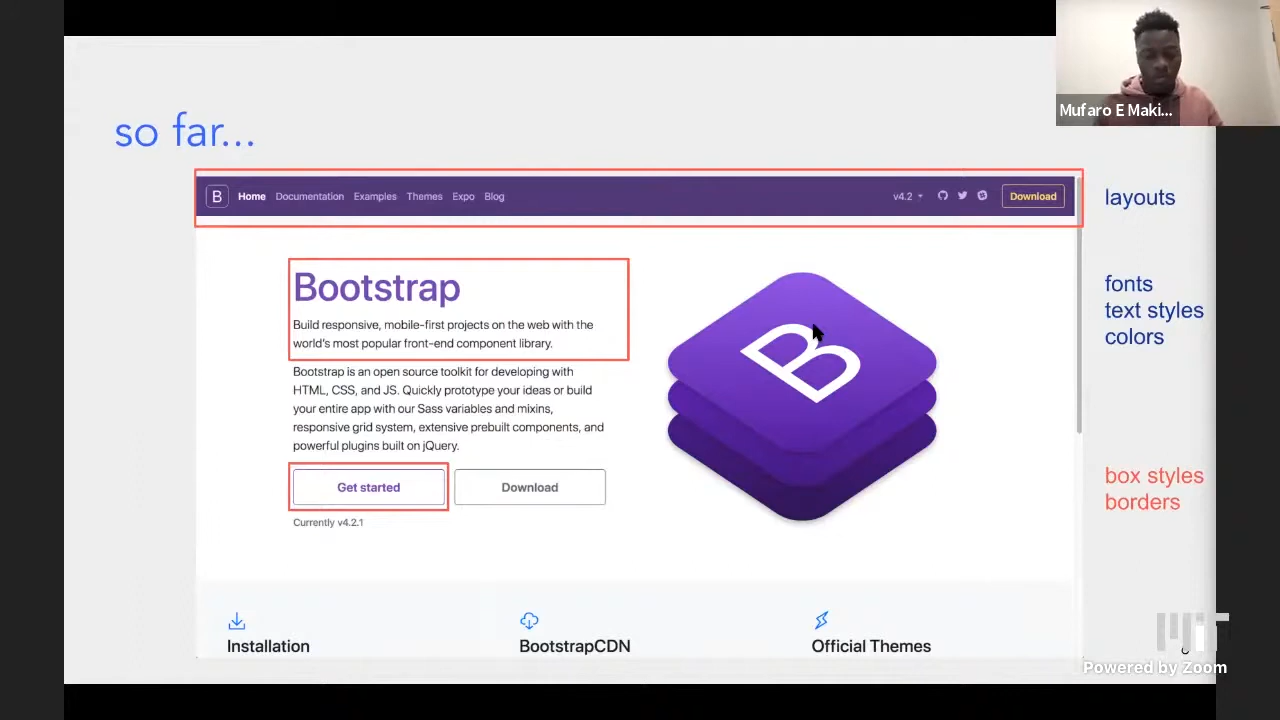 Mufaro E Maki...
so far...
B Home Documentation Examples Themes Expo Blog v4.2 Download
layouts
Bootstrap
Build responsive, mobile-first projects on the web with the
world's most popular front-end component library.
fonts
text styles
colors
B
Bootstrap is an open source toolkit for developing with
HTML, CSS, and JS. Quickly prototype your ideas or build
your entire app with our Sass variables and mixins,
responsive grid system, extensive prebuilt components, and
powerful plugins built on jQuery.
Get started Download
box styles
borders
Currently v4.2.1
Installation BootstrapCDN Official Themes
MIT
Powered by Zoom